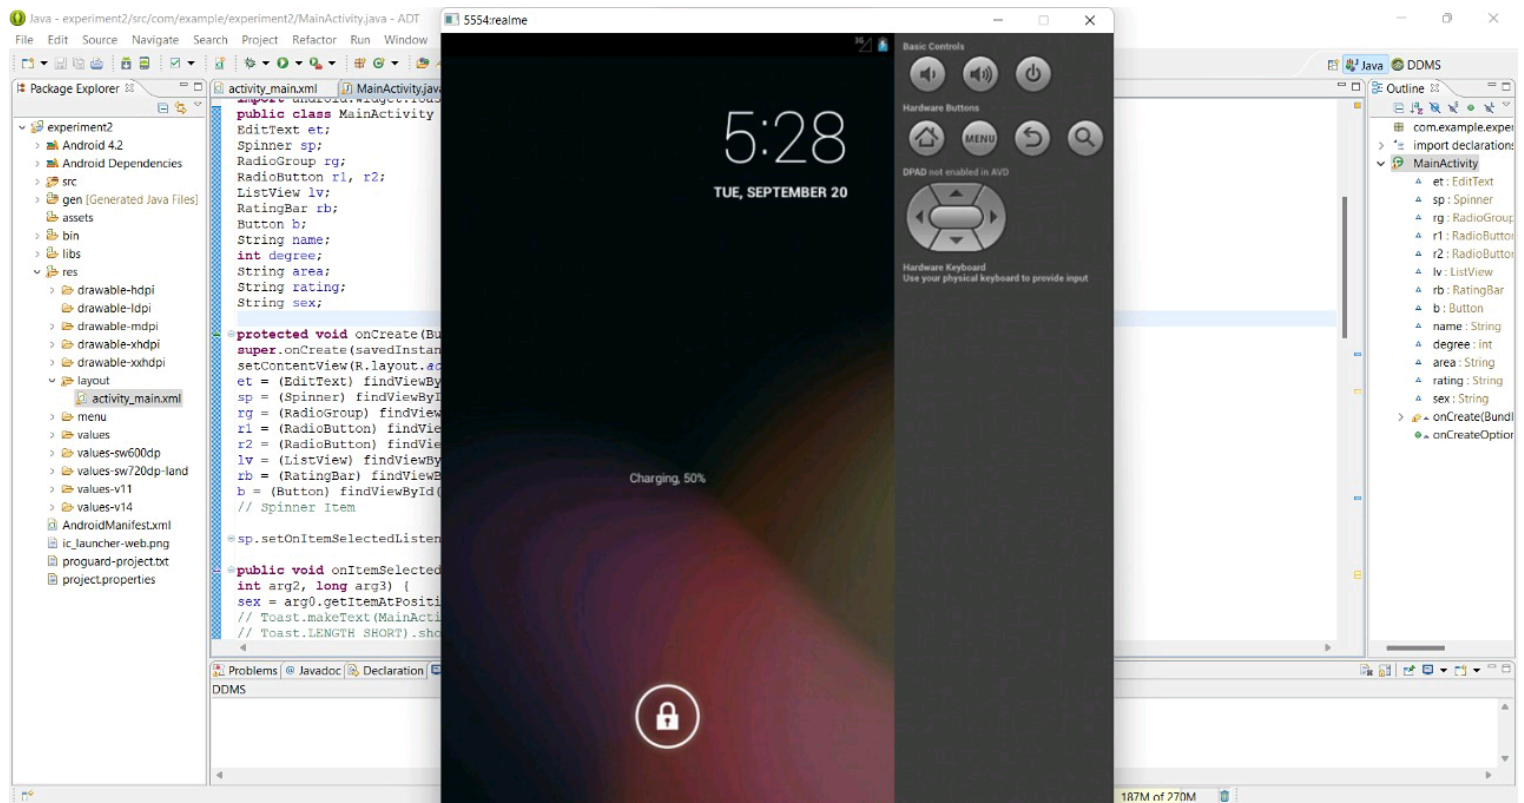 Java - experiment2/src/com/example/experiment2/MainActivity.java - ADT
File Edit Source Navigate Search Project Refactor Run Window
Java DDMS
Package Explorer
experiment2
Android 4.2
Android Dependencies
src
gen [Generated Java Files]
assets
bin
libs
res
drawable-hdpi
drawable-ldpi
drawable-mdpi
drawable-xhdpi
drawable-xxhdpi
layout
activity_main.xml
menu
values
values-sw600dp
values-sw720dp-land
values-v11
values-v14
AndroidManifest.xml
ic_launcher-web.png
proguard-project.txt
project.properties
activity_main.xml MainActivity.java
public class MainActivity
EditText et;
Spinner sp;
RadioGroup rg;
RadioButton r1, r2;
ListView lv;
RatingBar rb;
Button b;
String name;
int degree;
String area;
String rating;
String sex;
protected void onCreate(Bu
super.onCreate(savedInstan
setContentView(R.layout.ac
et = (EditText) findViewBy
sp = (Spinner) findViewByI
rg = (RadioGroup) findView
r1 = (RadioButton) findVie
r2 = (RadioButton) findVie
lv = (ListView) findViewBy
rb = (RatingBar) findViewB
b = (Button) findViewById(
// Spinner Item
sp.setOnItemSelectedListen
public void onItemSelected
int arg2, long arg3) {
sex = arg0.getItemAtPositi
// Toast.makeText(MainActi
// Toast.LENGTH SHORT).sho
Problems @ Javadoc Declaration
DDMS
5554:realme
3G
5:28
TUE, SEPTEMBER 20
Charging, 50%
Basic Controls
Hardware Buttons
MENU
DPAD not enabled in AVD
Hardware Keyboard
Use your physical keyboard to provide input
Outline
com.example.exper
import declarations
MainActivity
et : EditText
sp : Spinner
rg : RadioGroup
r1 : RadioButton
r2 : RadioButton
lv : ListView
rb : RatingBar
b : Button
name : String
degree : int
area : String
rating : String
sex : String
onCreate(Bundl
onCreateOption
187M of 270M